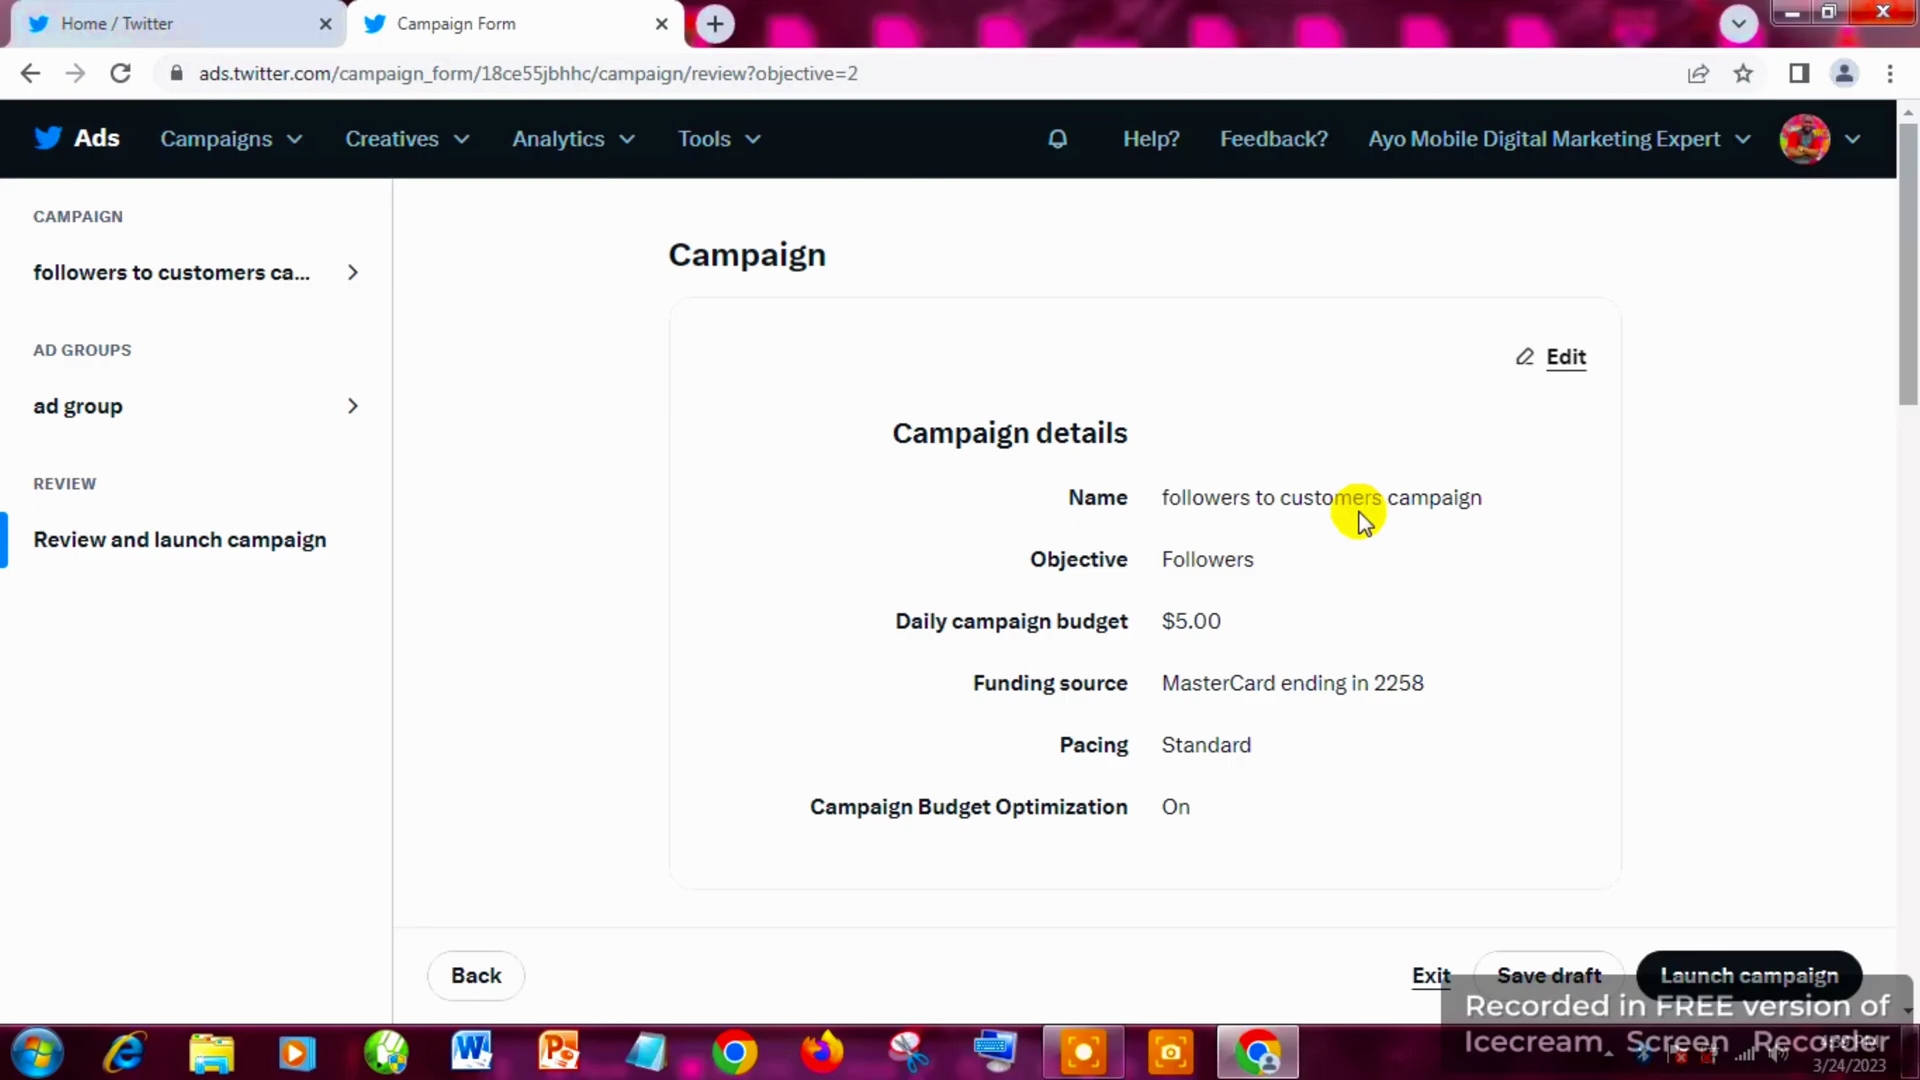 Home / Twitter
Campaign Form
ads.twitter.com/campaign_form/18ce55jbhhc/campaign/review?objective=2
Ads
Campaigns
Creatives
Analytics
Tools
Help?
Feedback?
Ayo Mobile Digital Marketing Expert
CAMPAIGN
followers to customers ca...
AD GROUPS
ad group
REVIEW
Review and launch campaign
Campaign
Edit
Campaign details
Name followers to customers campaign
Objective Followers
Daily campaign budget $5.00
Funding source MasterCard ending in 2258
Pacing Standard
Campaign Budget Optimization On
Back
Exit
Save draft
Launch campaign
Recorded in FREE version of
Icecream Screen Recorder
3/24/2023